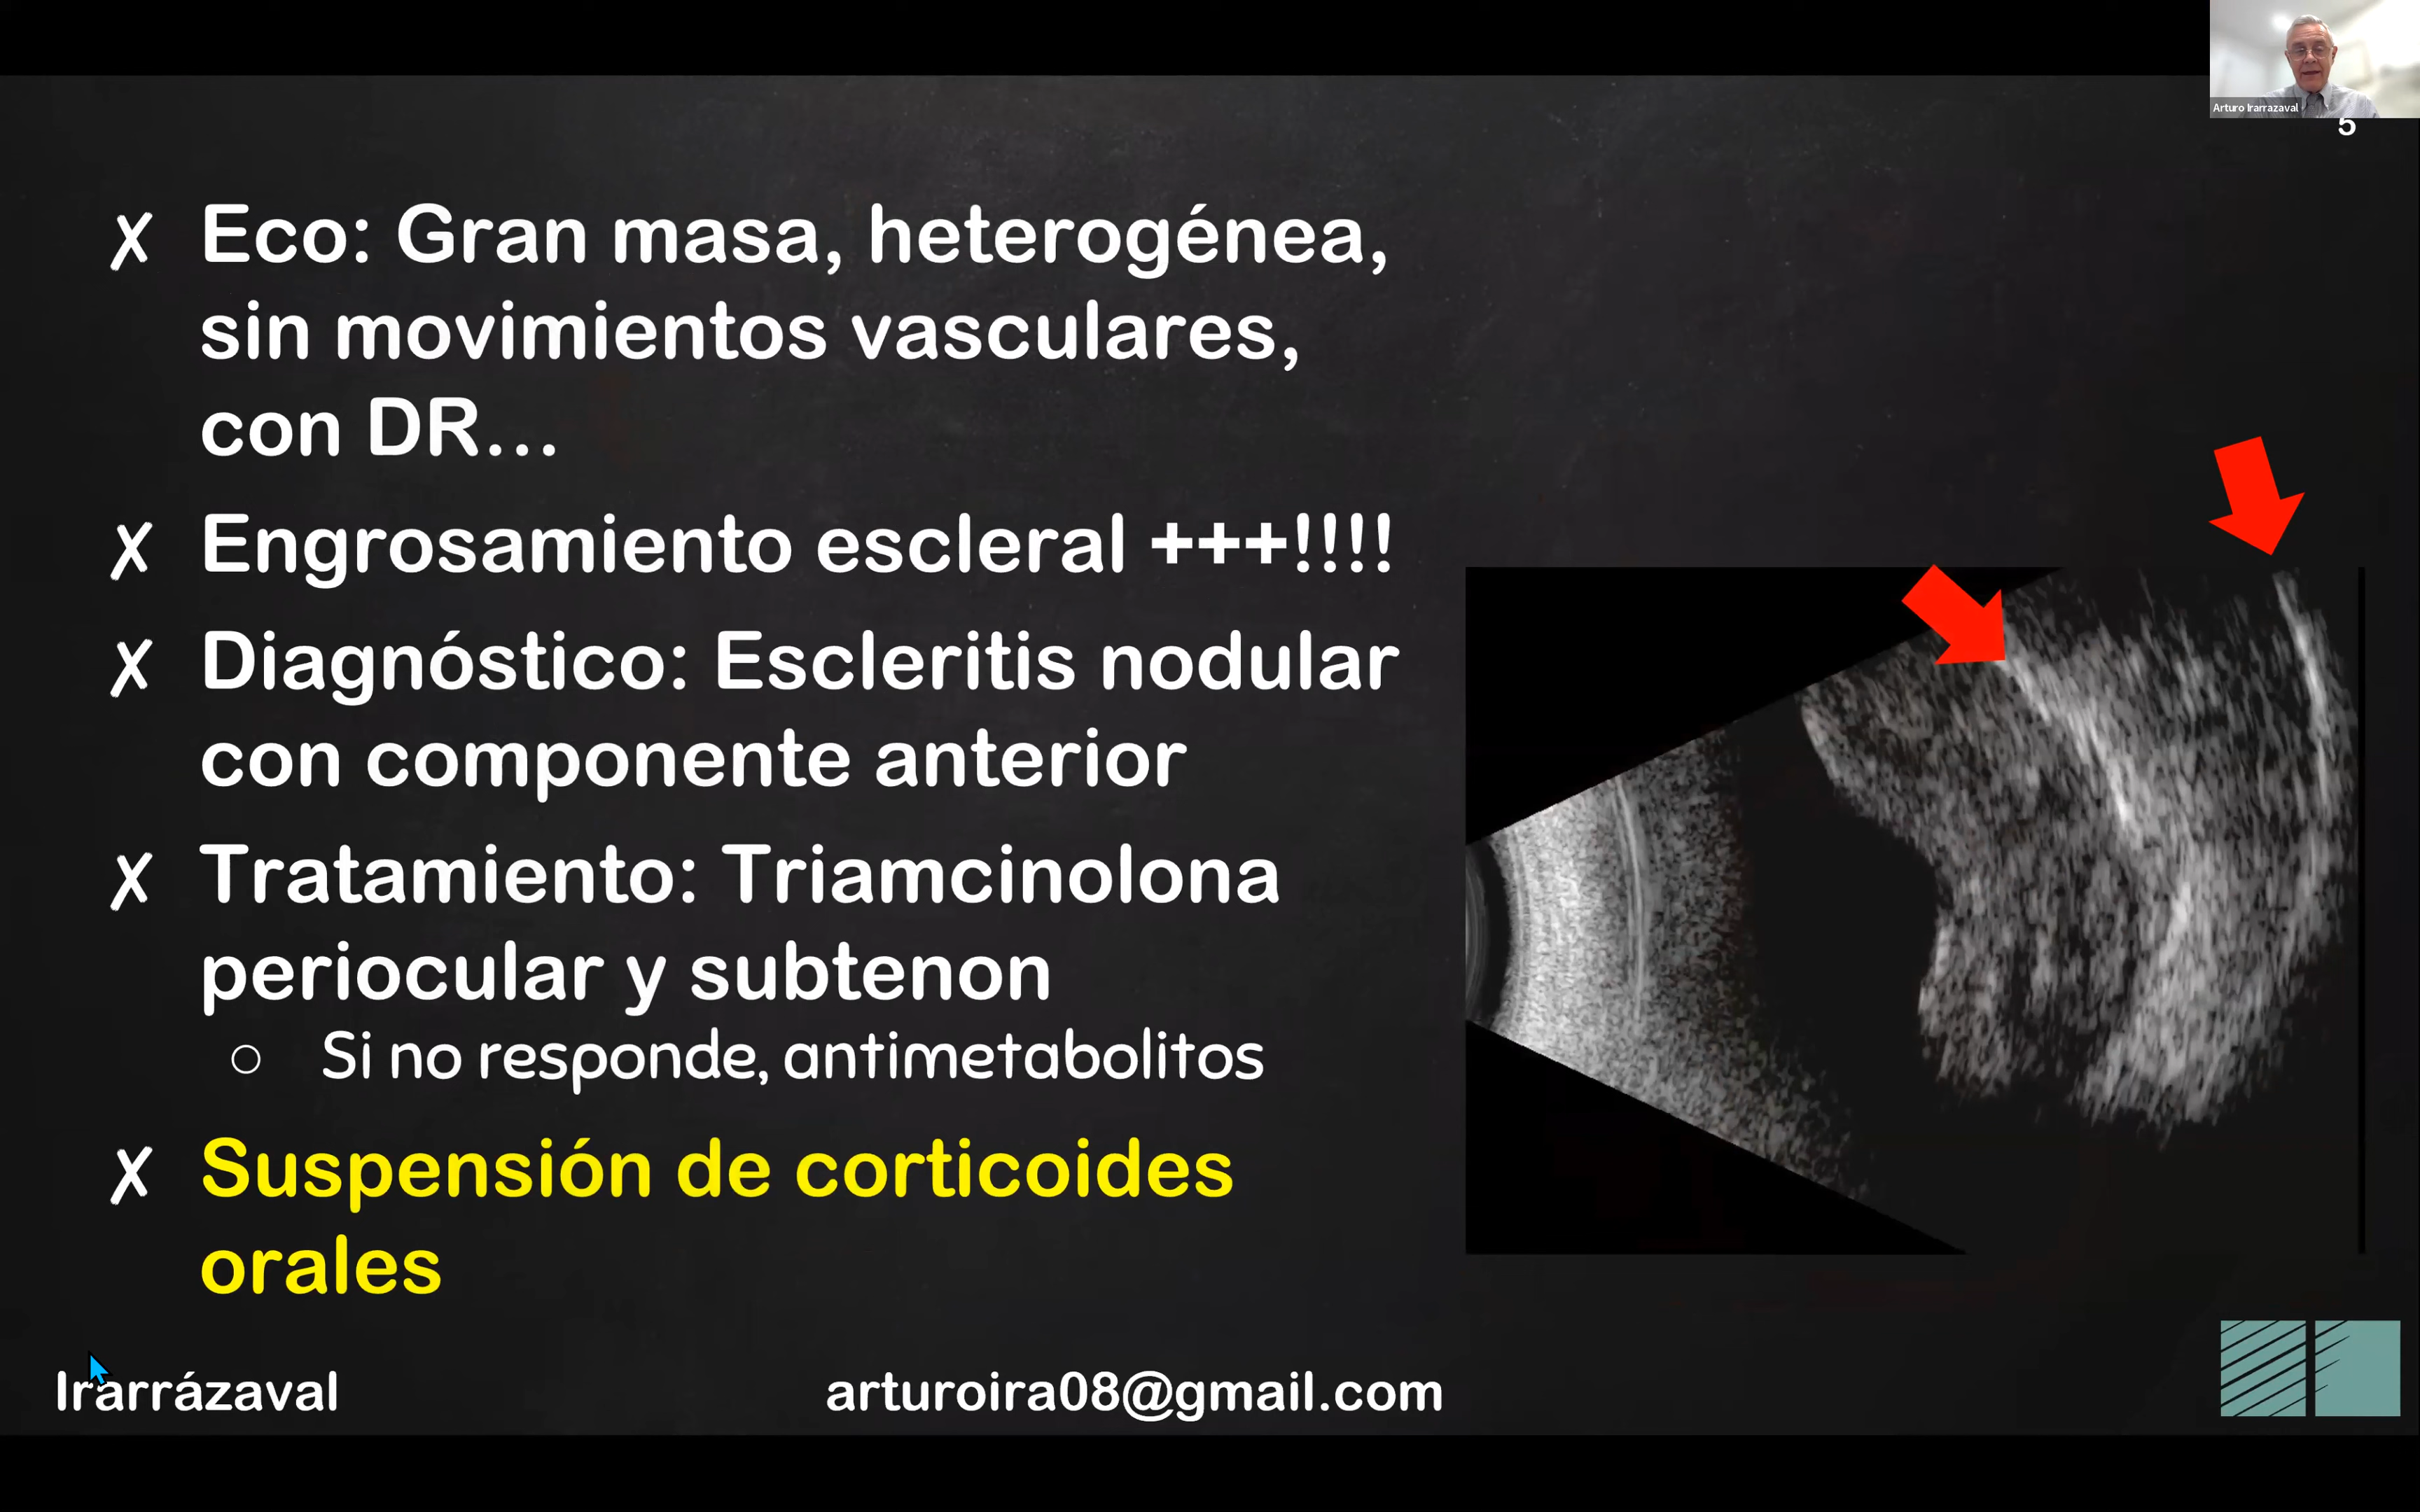 Arturo Irarrazaval
5
✗ Eco: Gran masa, heterogénea,
sin movimientos vasculares,
con DR...
✗ Engrosamiento escleral +++!!!!
✗ Diagnóstico: Escleritis nodular
con componente anterior
✗ Tratamiento: Triamcinolona
periocular y subtenon
○ Si no responde, antimetabolitos
✗ Suspensión de corticoides
orales
Irarrázaval
arturoira08@gmail.com